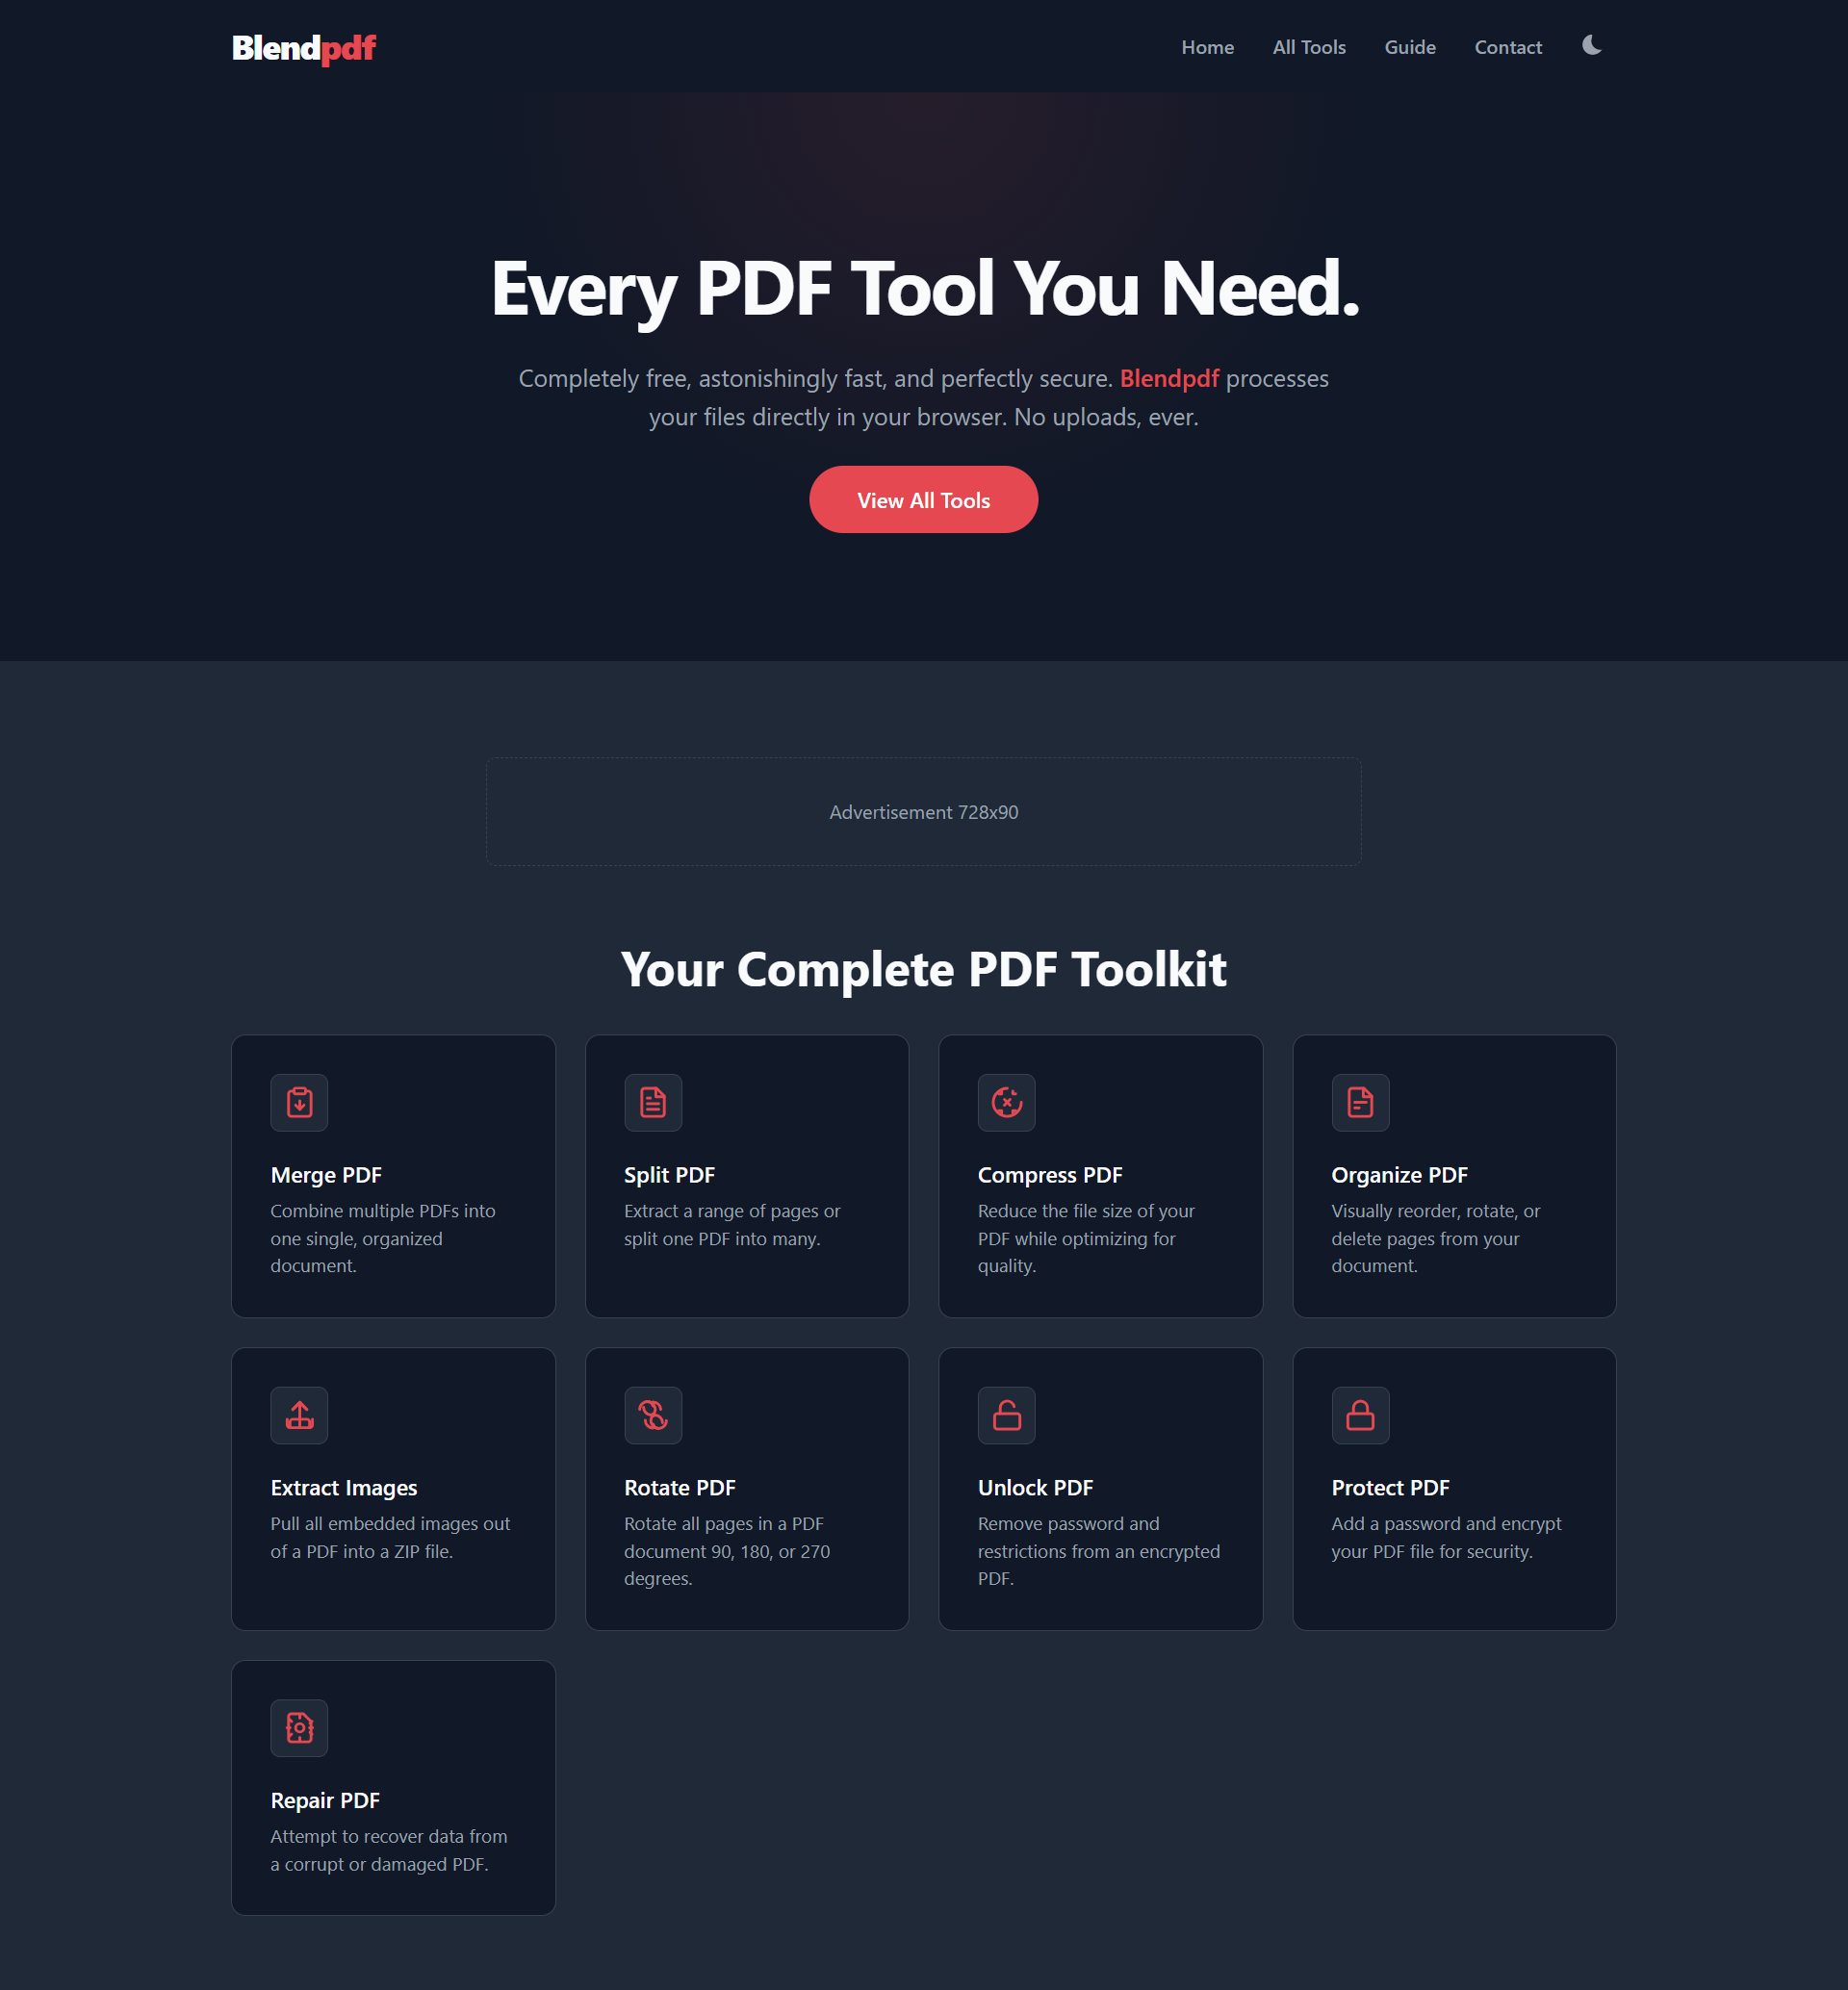 Blendpdf
Home
All Tools
Guide
Contact
Every PDF Tool You Need.
Completely free, astonishingly fast, and perfectly secure. Blendpdf processes
your files directly in your browser. No uploads, ever.
View All Tools
Advertisement 728x90
Your Complete PDF Toolkit
Merge PDF
Combine multiple PDFs into
one single, organized
document.
Split PDF
Extract a range of pages or
split one PDF into many.
Compress PDF
Reduce the file size of your
PDF while optimizing for
quality.
Organize PDF
Visually reorder, rotate, or
delete pages from your
document.
Extract Images
Pull all embedded images out
of a PDF into a ZIP file.
Rotate PDF
Rotate all pages in a PDF
document 90, 180, or 270
degrees.
Unlock PDF
Remove password and
restrictions from an encrypted
PDF.
Protect PDF
Add a password and encrypt
your PDF file for security.
Repair PDF
Attempt to recover data from
a corrupt or damaged PDF.